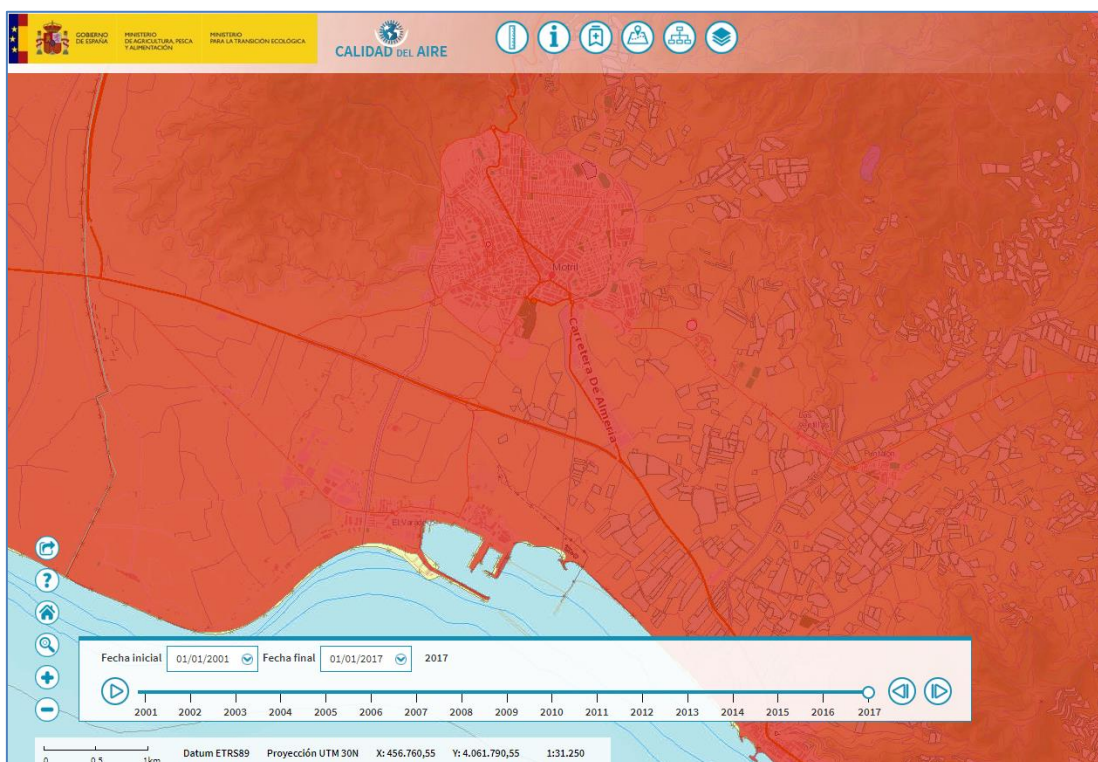 GOBIERNO
DE ESPAÑA
MINISTERIO
DE AGRICULTURA, PESCA
Y ALIMENTACIÓN
MINISTERIO
PARA LA TRANSICIÓN ECOLÓGICA
CALIDAD DEL AIRE
Motril
Carretera De Almería
El Varadero
Fecha inicial 01/01/2001 Fecha final 01/01/2017 2017
2001 2002 2003 2004 2005 2006 2007 2008 2009 2010 2011 2012 2013 2014 2015 2016 2017
0 0.5 1km Datum ETRS89 Proyección UTM 30N X: 456.760,55 Y: 4.061.790,55 1:31.250